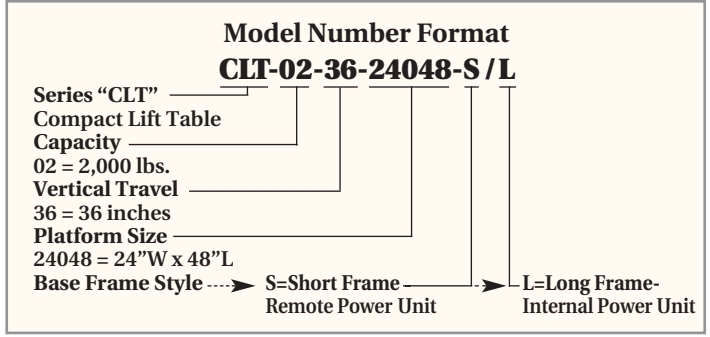 Model Number Format
CLT-02-36-24048-S/L
Series “CLT”
Compact Lift Table
Capacity
02 = 2,000 lbs.
Vertical Travel
36 = 36 inches
Platform Size
24048 = 24”W x 48”L
Base Frame Style S=Short Frame L=Long Frame-
Remote Power Unit Internal Power Unit